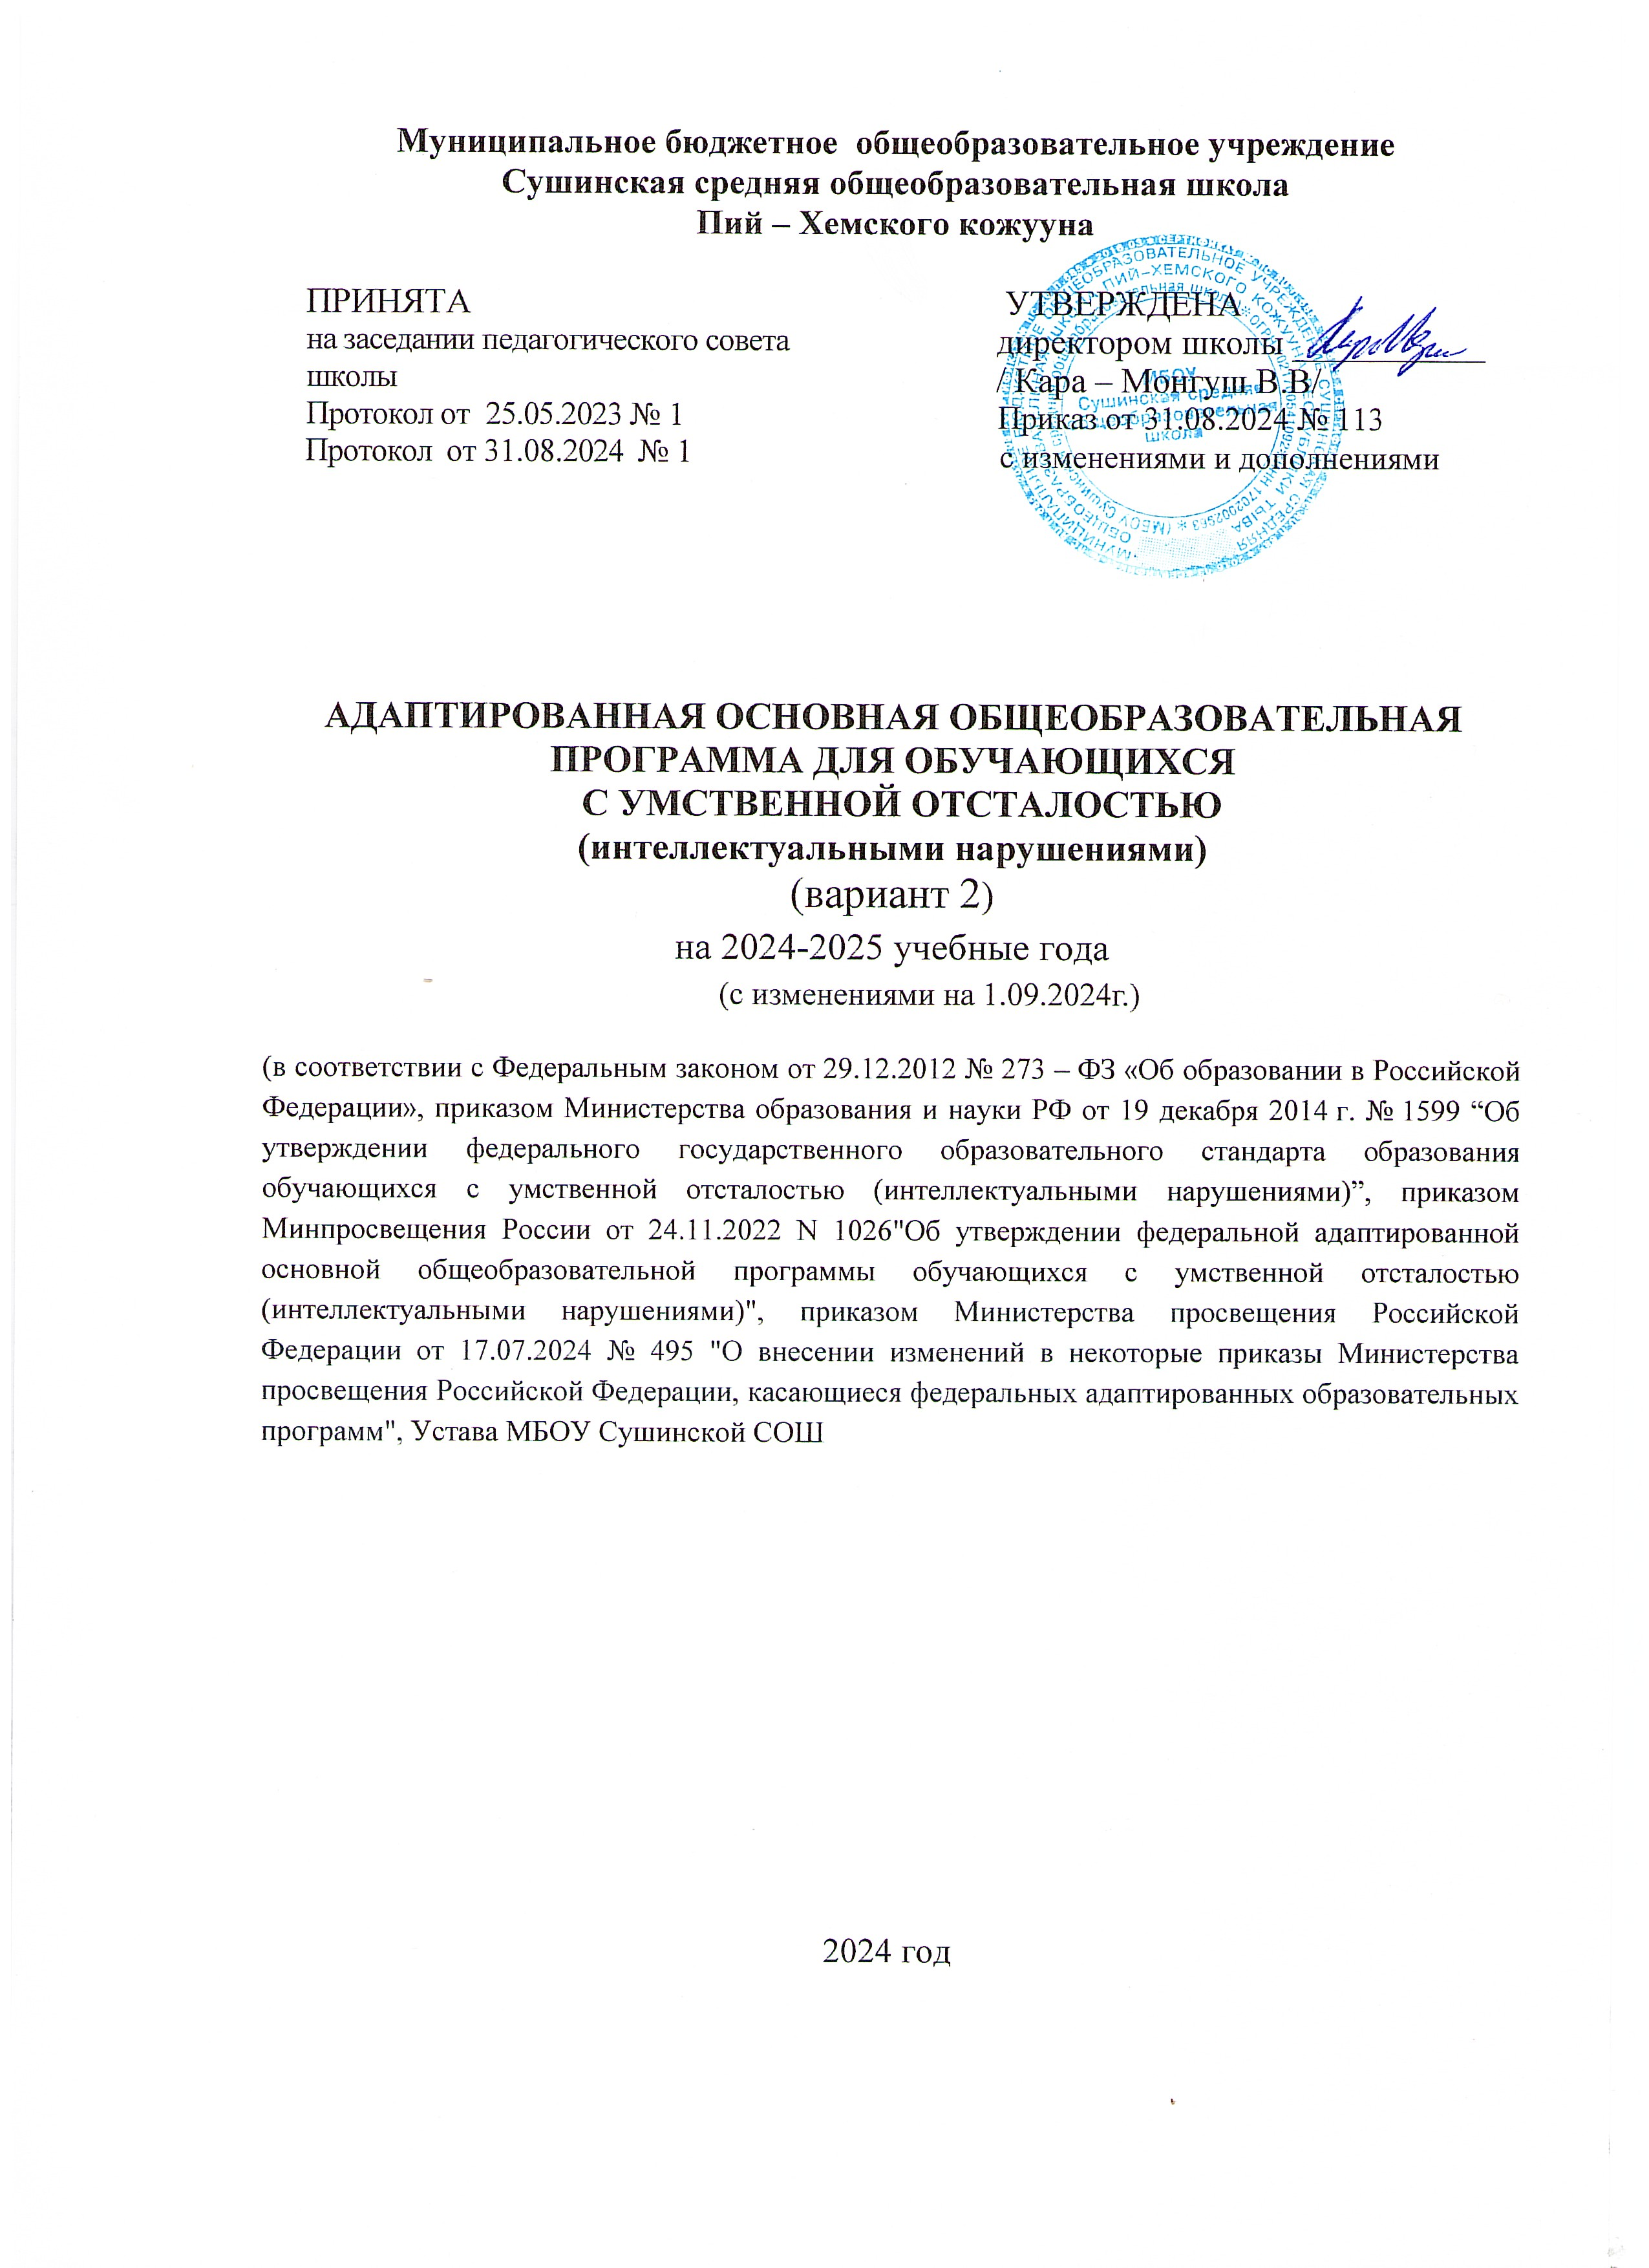 Муниципальное бюджетное общеобразовательное учреждение
Сушинская средняя общеобразовательная школа
Пий – Хемского кожууна
ПРИНЯТА
на заседании педагогического совета
школы
Протокол от 25.05.2023 № 1
Протокол от 31.08.2024 № 1
УТВЕРЖДЕНА
директором школы
/ Кара – Монгуш В.В/
Приказ от 31.08.2024 № 113
с изменениями и дополнениями
МБОУ
Сушинская средняя
общеобразовательная
школа
АДАПТИРОВАННАЯ ОСНОВНАЯ ОБЩЕОБРАЗОВАТЕЛЬНАЯ
ПРОГРАММА ДЛЯ ОБУЧАЮЩИХСЯ
С УМСТВЕННОЙ ОТСТАЛОСТЬЮ
(интеллектуальными нарушениями)
(вариант 2)
на 2024-2025 учебные года
(с изменениями на 1.09.2024г.)
(в соответствии с Федеральным законом от 29.12.2012 № 273 – ФЗ «Об образовании в Российской
Федерации», приказом Министерства образования и науки РФ от 19 декабря 2014 г. № 1599 “Об
утверждении федерального государственного образовательного стандарта образования
обучающихся с умственной отсталостью (интеллектуальными нарушениями)”, приказом
Минпросвещения России от 24.11.2022 N 1026"Об утверждении федеральной адаптированной
основной общеобразовательной программы обучающихся с умственной отсталостью
(интеллектуальными нарушениями)", приказом Министерства просвещения Российской
Федерации от 17.07.2024 № 495 "О внесении изменений в некоторые приказы Министерства
просвещения Российской Федерации, касающиеся федеральных адаптированных образовательных
программ", Устава МБОУ Сушинской СОШ
2024 год